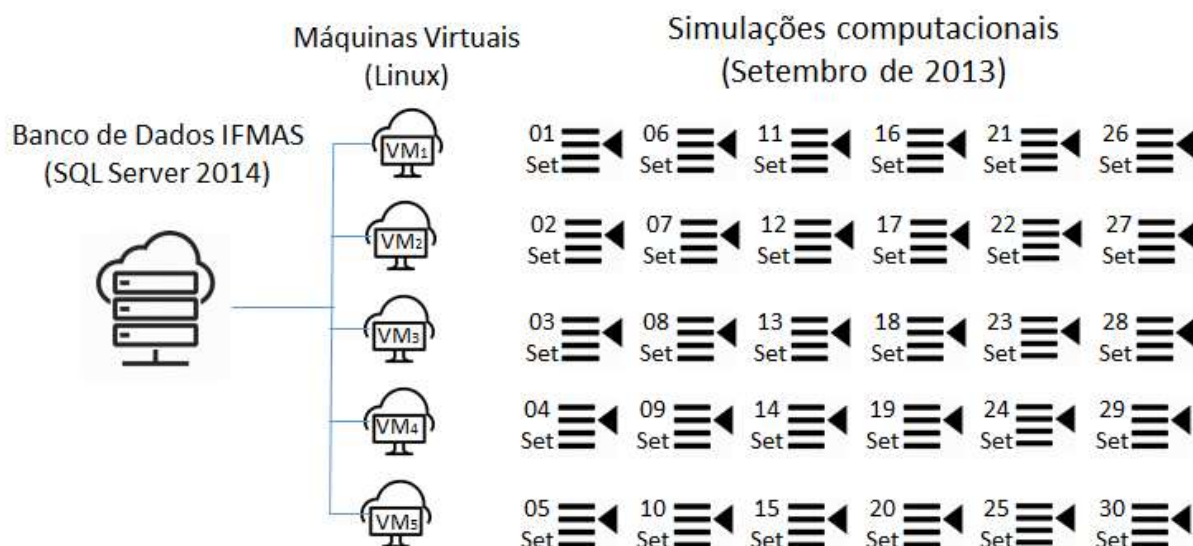 Máquinas Virtuais
(Linux)
Simulações computacionais
(Setembro de 2013)
Banco de Dados IFMAS
(SQL Server 2014)
VM1
01 06 11 16 21 26
Set Set Set Set Set Set
VM2
02 07 12 17 22 27
Set Set Set Set Set Set
VM3
03 08 13 18 23 28
Set Set Set Set Set Set
VM4
04 09 14 19 24 29
Set Set Set Set Set Set
VM5
05 10 15 20 25 30
Set Set Set Set Set Set